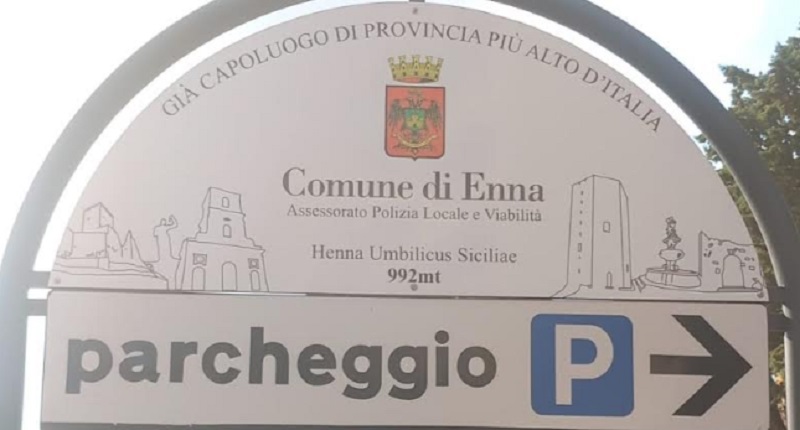 GIÀ CAPOLUOGO DI PROVINCIA PIÙ ALTO D'ITALIA
Comune di Enna
Assessorato Polizia Locale e Viabilità
Henna Umbilicus Siciliae
992mt
parcheggio P